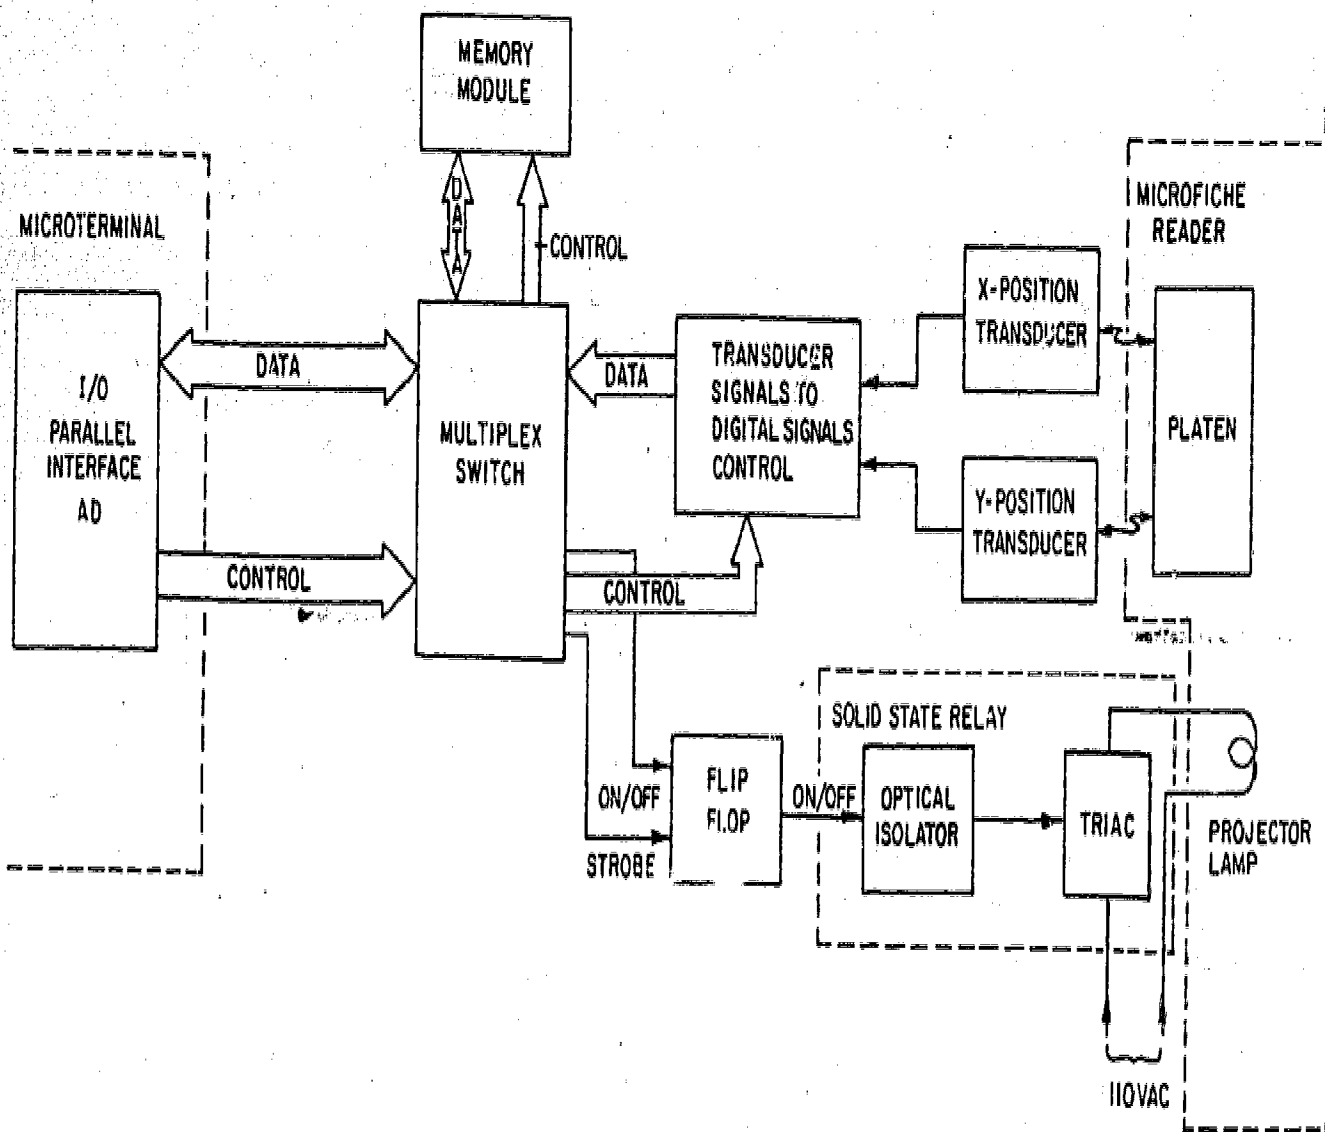 MEMORY
MODULE
MICROTERMINAL
DATA
CONTROL
MICROFICHE
READER
X-POSITION
TRANSDUCER
I/O
PARALLEL
INTERFACE
AD
DATA
MULTIPLEX
SWITCH
DATA
TRANSDUCER
SIGNALS TO
DIGITAL SIGNALS
CONTROL
PLATEN
Y-POSITION
TRANSDUCER
CONTROL
CONTROL
SOLID STATE RELAY
ON/OFF
STROBE
FLIP
FLOP
ON/OFF
OPTICAL
ISOLATOR
TRIAC
PROJECTOR
LAMP
110VAC